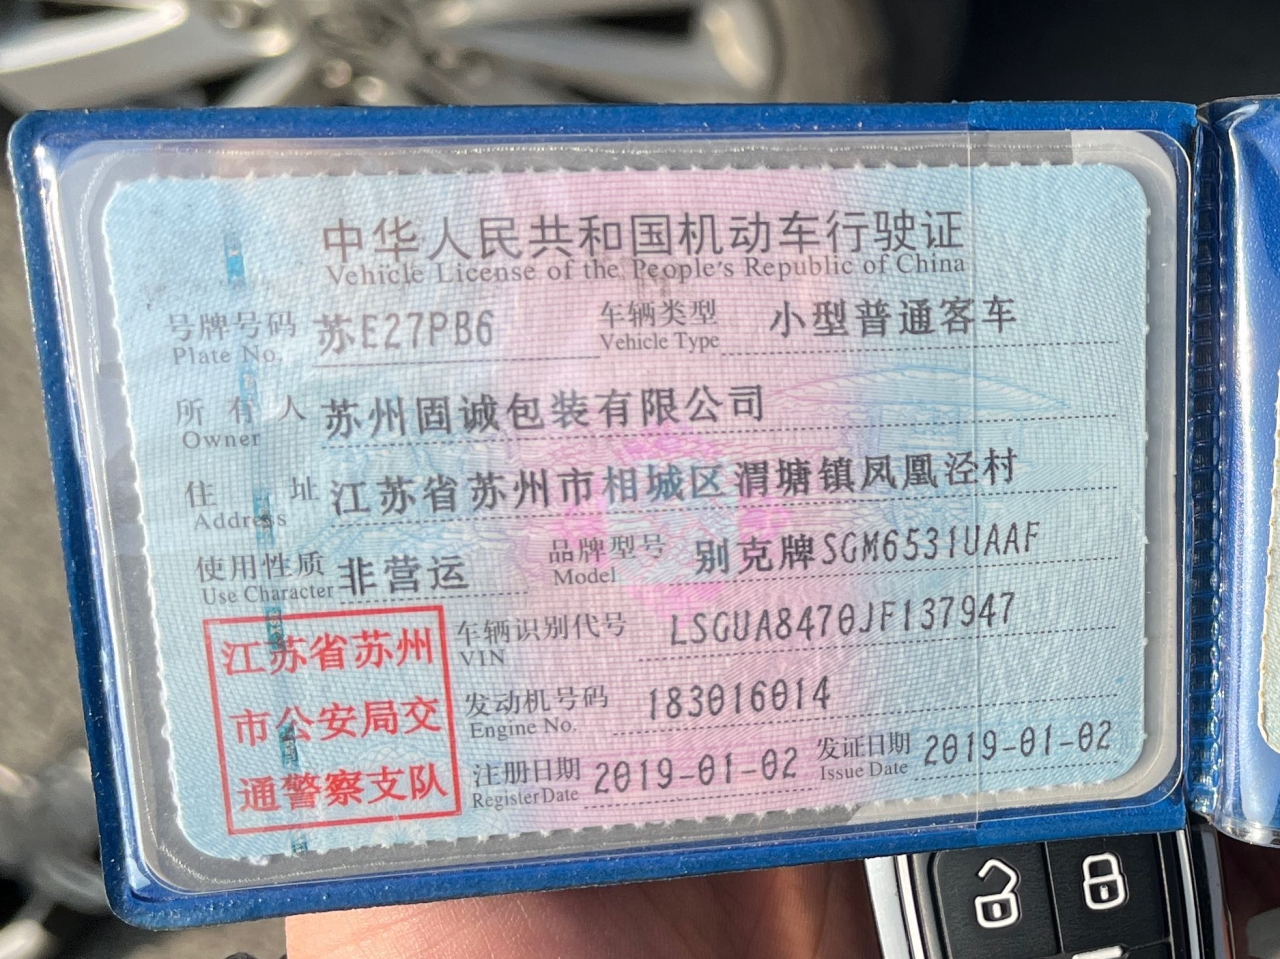 中华人民共和国机动车行驶证
Vehicle License of the People's Republic of China
号牌号码 苏E27PB6 车辆类型 小型普通客车
Plate No. Vehicle Type
所有人 苏州固诚包装有限公司
Owner
住址 江苏省苏州市相城区渭塘镇凤凰泾村
Address
使用性质 非营运 品牌型号 别克牌SGM6531UAAF
Use Character Model
江苏省苏州
市公安局交
通警察支队
车辆识别代号 LSGUA8470JF137947
VIN
发动机号码 183016014
Engine No.
注册日期 2019-01-02 发证日期 2019-01-02
Register Date Issue Date